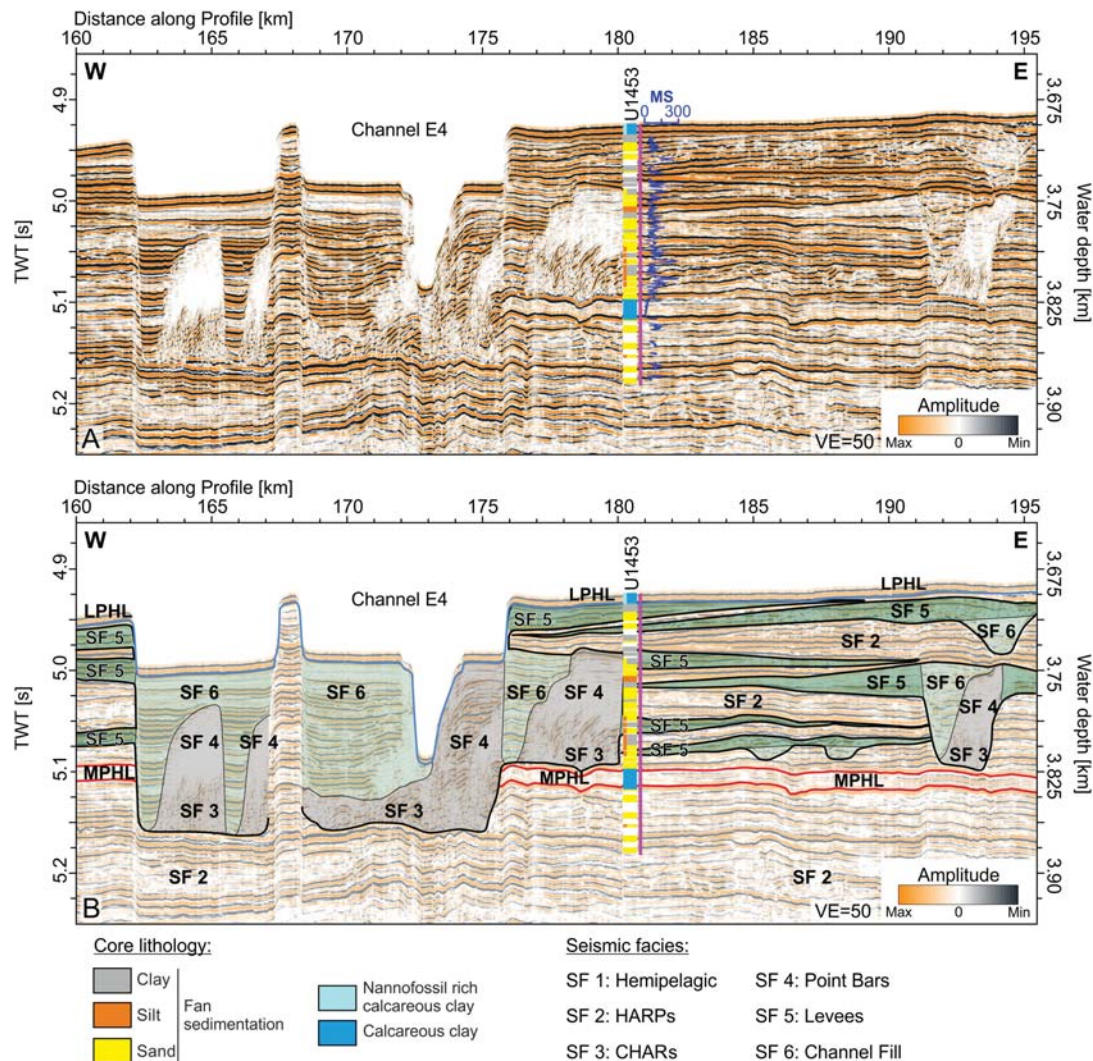 Distance along Profile [km]
160 165 170 175 180 185 190 195
W
E
Channel E4
U1453
MS
0 300
4.9
5.0
5.1
5.2
TWT [s]
3.675
3.75
3.825
3.90
Water depth [km]
A
VE=50
Amplitude
Max 0 Min
Distance along Profile [km]
160 165 170 175 180 185 190 195
W
E
Channel E4
U1453
4.9
5.0
5.1
5.2
TWT [s]
3.675
3.75
3.825
3.90
Water depth [km]
LPHL
LPHL
LPHL
SF 5
SF 5
SF 5
SF 6
SF 4
SF 4
SF 3
SF 6
SF 4
SF 3
SF 6
SF 4
SF 3
SF 5
SF 2
SF 6
SF 5
SF 5
SF 6
SF 2
SF 4
SF 5
SF 5
SF 3
MPHL
MPHL
MPHL
SF 2
SF 2
B
VE=50
Amplitude
Max 0 Min
Core lithology:
Clay
Silt
Sand
Fan
sedimentation
Nannofossil rich
calcareous clay
Calcareous clay
Seismic facies:
SF 1: Hemipelagic
SF 2: HARPs
SF 3: CHARs
SF 4: Point Bars
SF 5: Levees
SF 6: Channel Fill